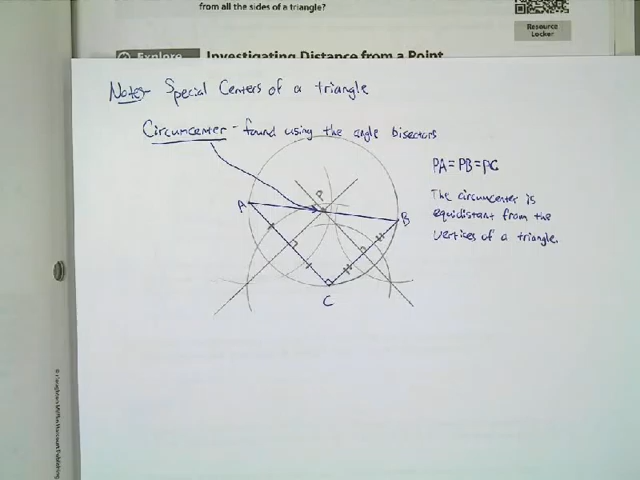 from all the sides of a triangle?
Resource
Locker
Explore Investigating Distance from a Point
Notes- Special Centers of a triangle
Circumcenter - found using the angle bisectors
PA = PB = PC
The circumcenter is
equidistant from the
vertices of a triangle.
P
A
B
C